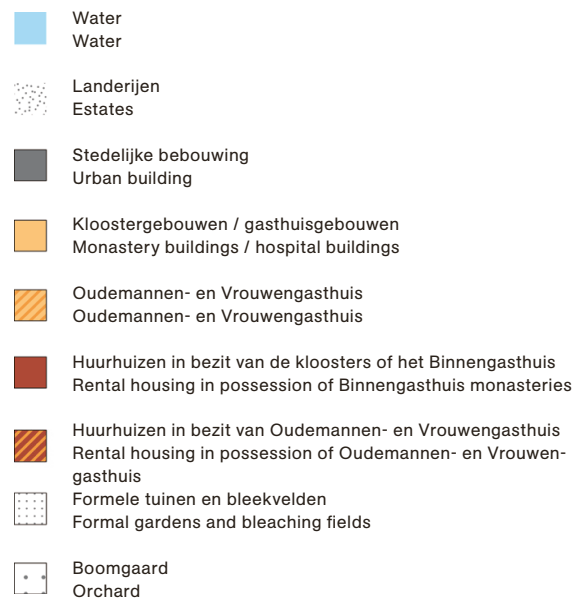 Water
Water
Landerijen
Estates
Stedelijke bebouwing
Urban building
Kloostergebouwen / gasthuisgebouwen
Monastery buildings / hospital buildings
Oudemannen- en Vrouwengasthuis
Oudemannen- en Vrouwengasthuis
Huurhuizen in bezit van de kloosters of het Binnengasthuis
Rental housing in possession of Binnengasthuis monasteries
Huurhuizen in bezit van Oudemannen- en Vrouwengasthuis
Rental housing in possession of Oudemannen- en Vrouwen-
gasthuis
Formele tuinen en bleekvelden
Formal gardens and bleaching fields
Boomgaard
Orchard